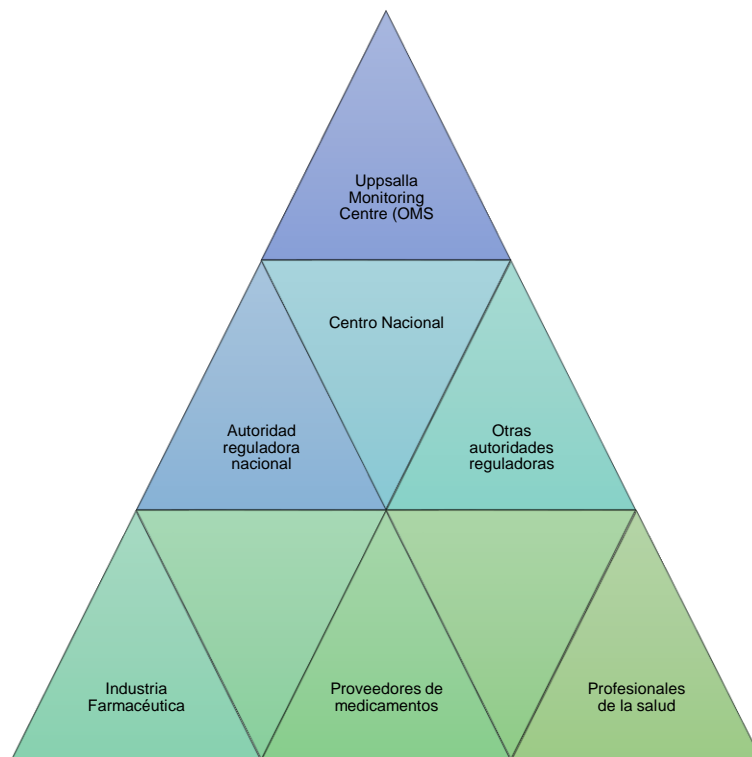 Uppsalla
Monitoring
Centre (OMS
Centro Nacional
Autoridad
reguladora
nacional
Otras
autoridades
reguladoras
Industria
Farmacéutica
Proveedores de
medicamentos
Profesionales
de la salud